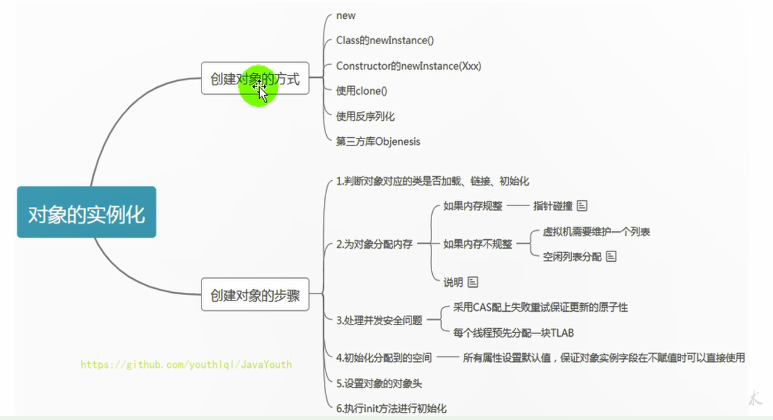 new
Class的newInstance()
Constructor的newInstance(Xxx)
创建对象的方式
使用clone()
使用反序列化
第三方库Objenesis
对象的实例化
1.判断对象对应的类是否加载、链接、初始化
如果内存规整
指针碰撞
2.为对象分配内存
如果内存不规整
虚拟机需要维护一个列表
空闲列表分配
说明
创建对象的步骤
3.处理并发安全问题
采用CAS配上失败重试保证更新的原子性
每个线程预先分配一块TLAB
4.初始化分配到的空间
所有属性设置默认值，保证对象实例字段在不赋值时可以直接使用
5.设置对象的对象头
6.执行init方法进行初始化
https://github.com/youthlql/JavaYouth